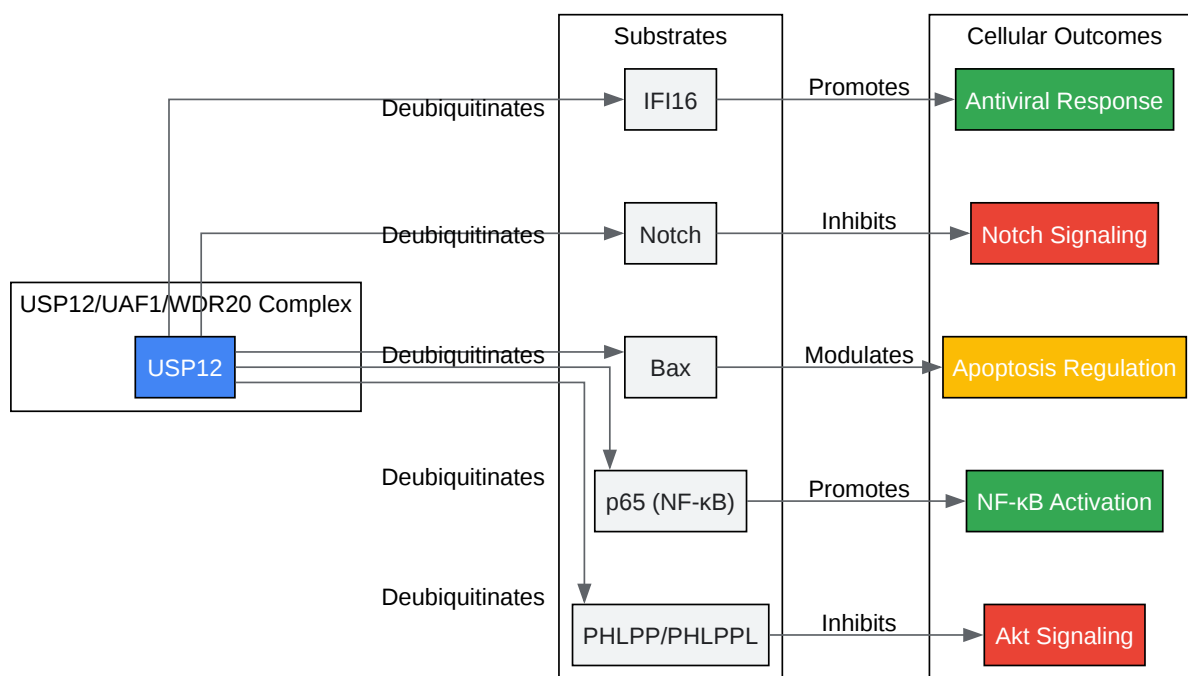 Substrates
Cellular Outcomes
Deubiquitinates
IFI16
Promotes
Antiviral Response
Deubiquitinates
Notch
Inhibits
Notch Signaling
USP12/UAF1/WDR20 Complex
USP12
Deubiquitinates
Bax
Modulates
Apoptosis Regulation
Deubiquitinates
p65 (NF-κB)
Promotes
NF-κB Activation
Deubiquitinates
PHLPP/PHLPPL
Inhibits
Akt Signaling